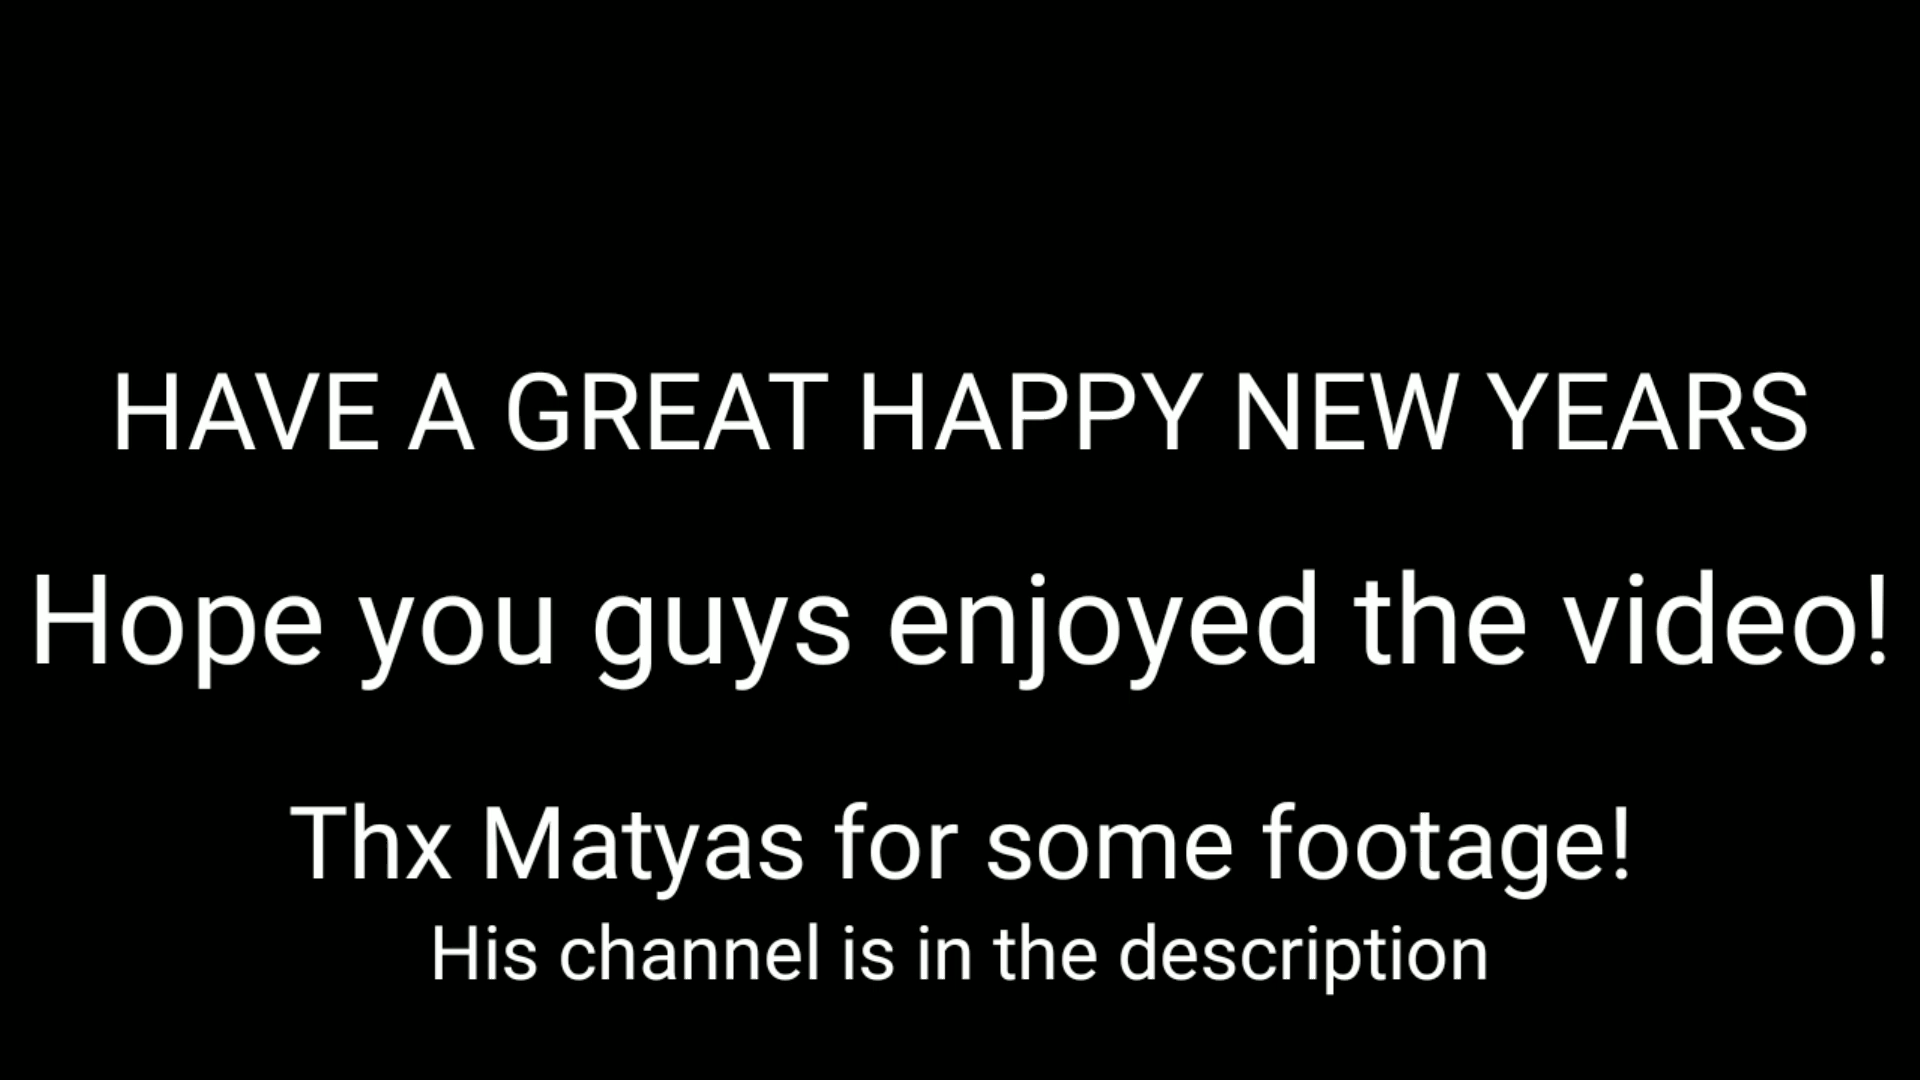 HAVE A GREAT HAPPY NEW YEARS
Hope you guys enjoyed the video!
Thx Matyas for some footage!
His channel is in the description